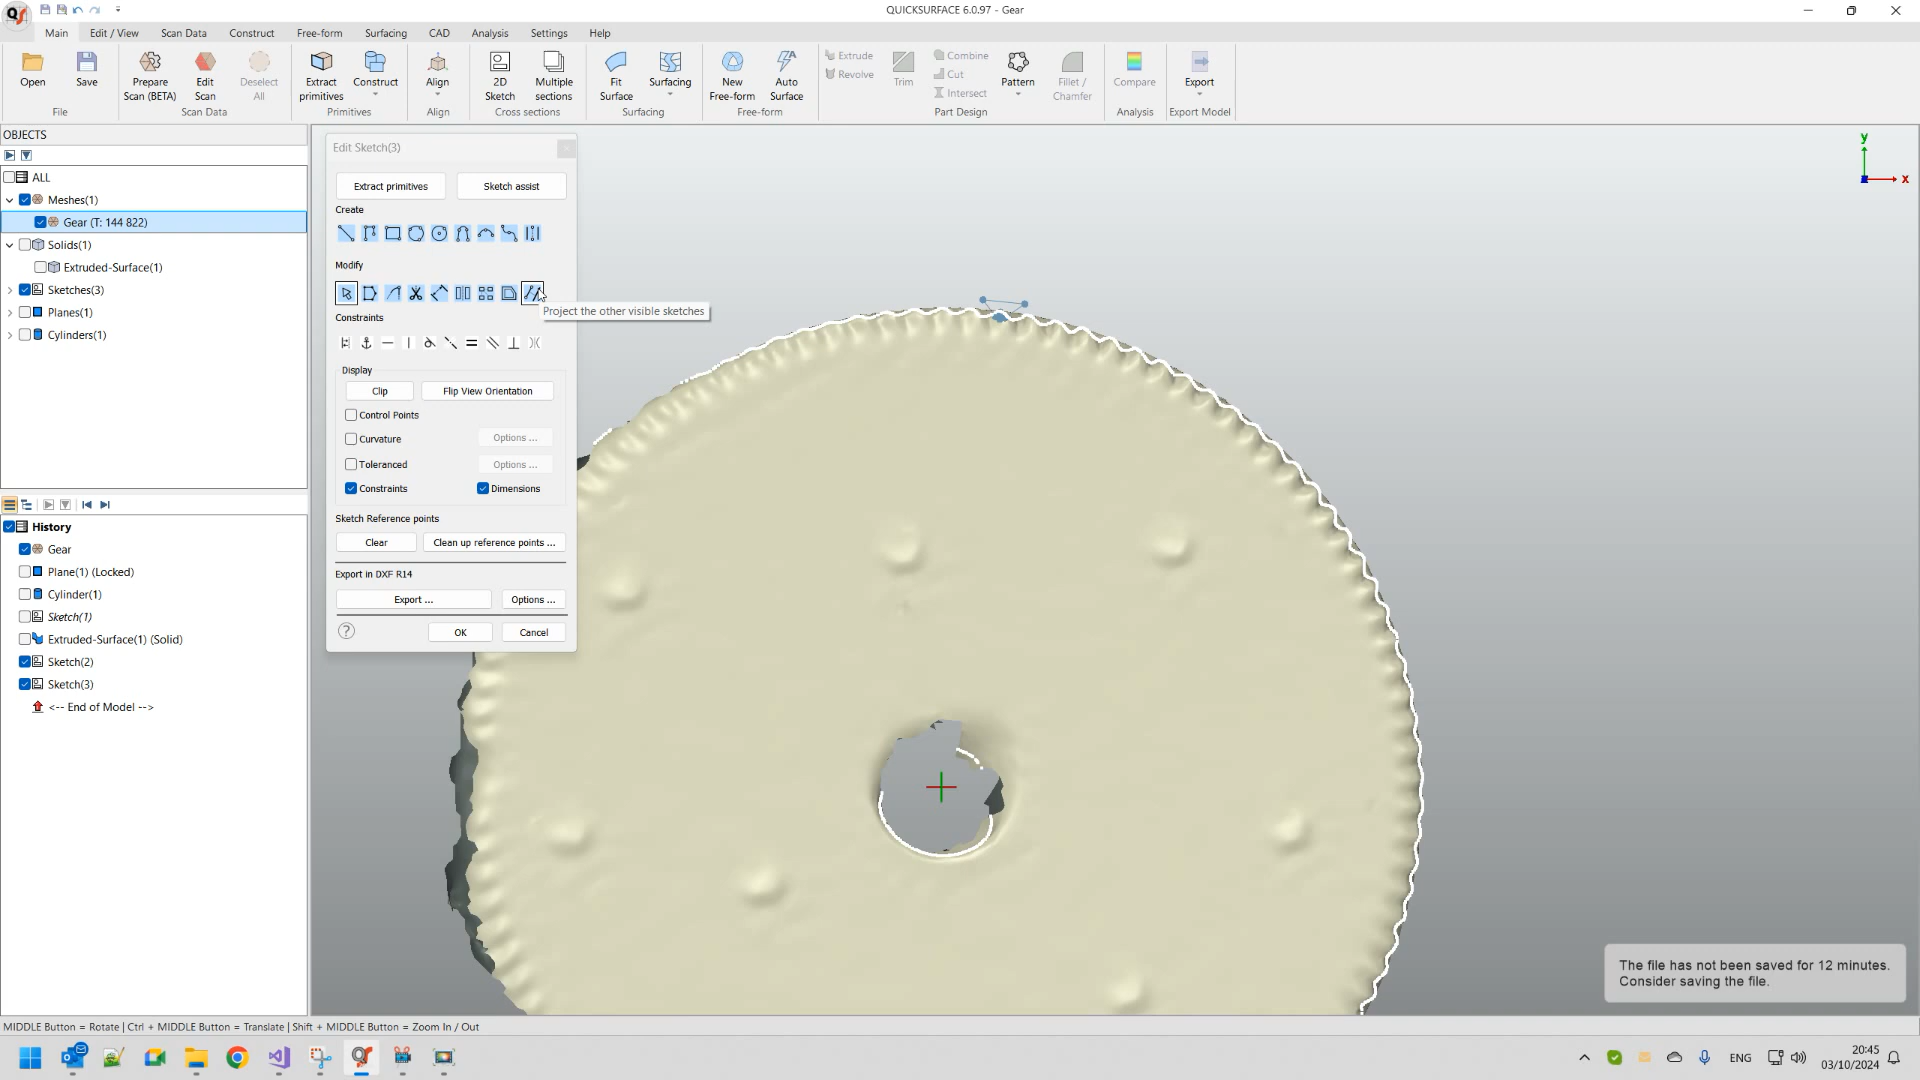 QUICKSURFACE 6.0.97 - Gear
Main
Edit / View
Scan Data
Construct
Free-form
Surfacing
CAD
Analysis
Settings
Help
Open
Save
Prepare
Scan (BETA)
Edit
Scan
Deselect
All
Extract
primitives
Construct
Align
2D
Sketch
Multiple
sections
Fit
Surface
Surfacing
New
Free-form
Auto
Surface
Extrude
Revolve
Trim
Combine
Cut
Intersect
Pattern
Fillet /
Chamfer
Compare
Export
File
Scan Data
Primitives
Align
Cross sections
Surfacing
Free-form
Part Design
Analysis
Export Model
OBJECTS
ALL
Meshes(1)
Gear (T: 144 822)
Solids(1)
Extruded-Surface(1)
Sketches(3)
Planes(1)
Cylinders(1)
History
Gear
Plane(1) (Locked)
Cylinder(1)
Sketch(1)
Extruded-Surface(1) (Solid)
Sketch(2)
Sketch(3)
<-- End of Model -->
Edit Sketch(3)
Extract primitives
Sketch assist
Create
Modify
Project the other visible sketches
Constraints
Display
Clip
Flip View Orientation
Control Points
Curvature
Options ...
Toleranced
Options ...
Constraints
Dimensions
Sketch Reference points
Clear
Clean up reference points ...
Export in DXF R14
Export ...
Options ...
?
OK
Cancel
y
x
The file has not been saved for 12 minutes.
Consider saving the file.
MIDDLE Button = Rotate | Ctrl + MIDDLE Button = Translate | Shift + MIDDLE Button = Zoom In / Out
ENG
20:45
03/10/2024